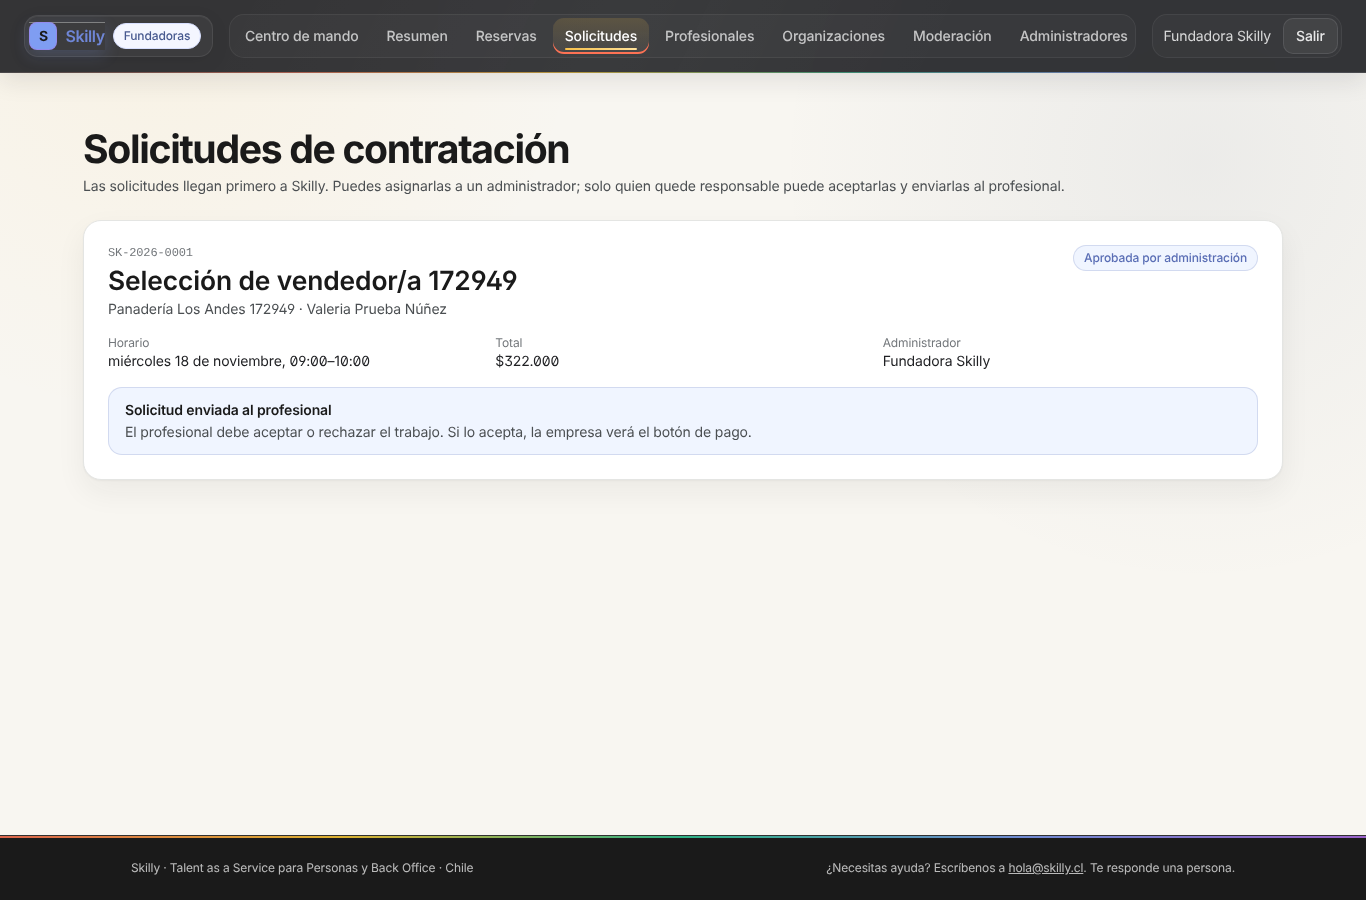 S Skilly Fundadoras Centro de mando Resumen Reservas Solicitudes Profesionales Organizaciones Moderación Administradores Fundadora Skilly Salir
Solicitudes de contratación
Las solicitudes llegan primero a Skilly. Puedes asignarlas a un administrador; solo quien quede responsable puede aceptarlas y enviarlas al profesional.
SK-2026-0001
Aprobada por administración
Selección de vendedor/a 172949
Panadería Los Andes 172949 · Valeria Prueba Núñez
Horario Total Administrador
miércoles 18 de noviembre, 09:00–10:00 $322.000 Fundadora Skilly
Solicitud enviada al profesional
El profesional debe aceptar o rechazar el trabajo. Si lo acepta, la empresa verá el botón de pago.
Skilly · Talent as a Service para Personas y Back Office · Chile ¿Necesitas ayuda? Escríbenos a hola@skilly.cl. Te responde una persona.